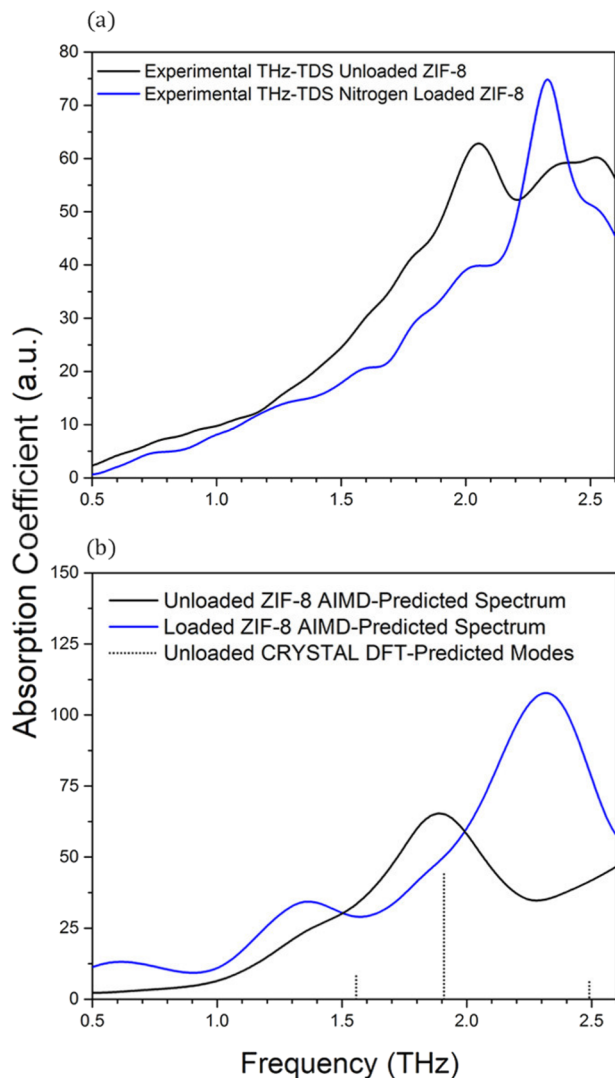 (a)
80
70
60
50
40
30
20
10
0
Experimental THz-TDS Unloaded ZIF-8
Experimental THz-TDS Nitrogen Loaded ZIF-8
0.5 1.0 1.5 2.0 2.5
Absorption Coefficient (a.u.)
(b)
150
125
100
75
50
25
0
Unloaded ZIF-8 AIMD-Predicted Spectrum
Loaded ZIF-8 AIMD-Predicted Spectrum
Unloaded CRYSTAL DFT-Predicted Modes
0.5 1.0 1.5 2.0 2.5
Frequency (THz)